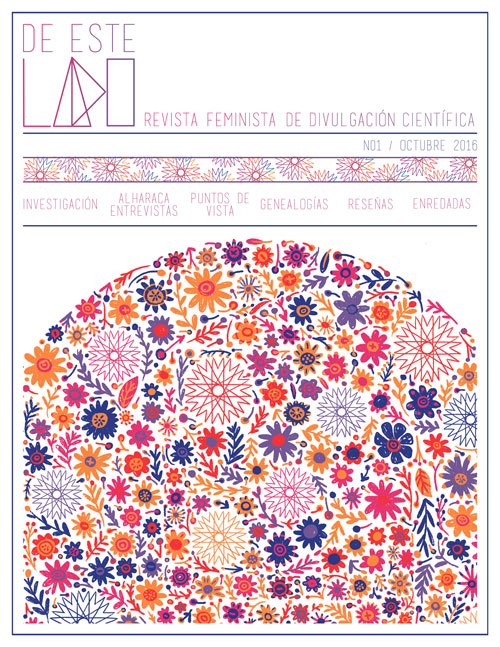 DE ESTE
LADO
REVISTA FEMINISTA DE DIVULGACIÓN CIENTÍFICA
NO1 / OCTUBRE 2016
INVESTIGACIÓN
ALHARACA
ENTREVISTAS
PUNTOS DE
VISTA
GENEALOGÍAS
RESEÑAS
ENREDADAS